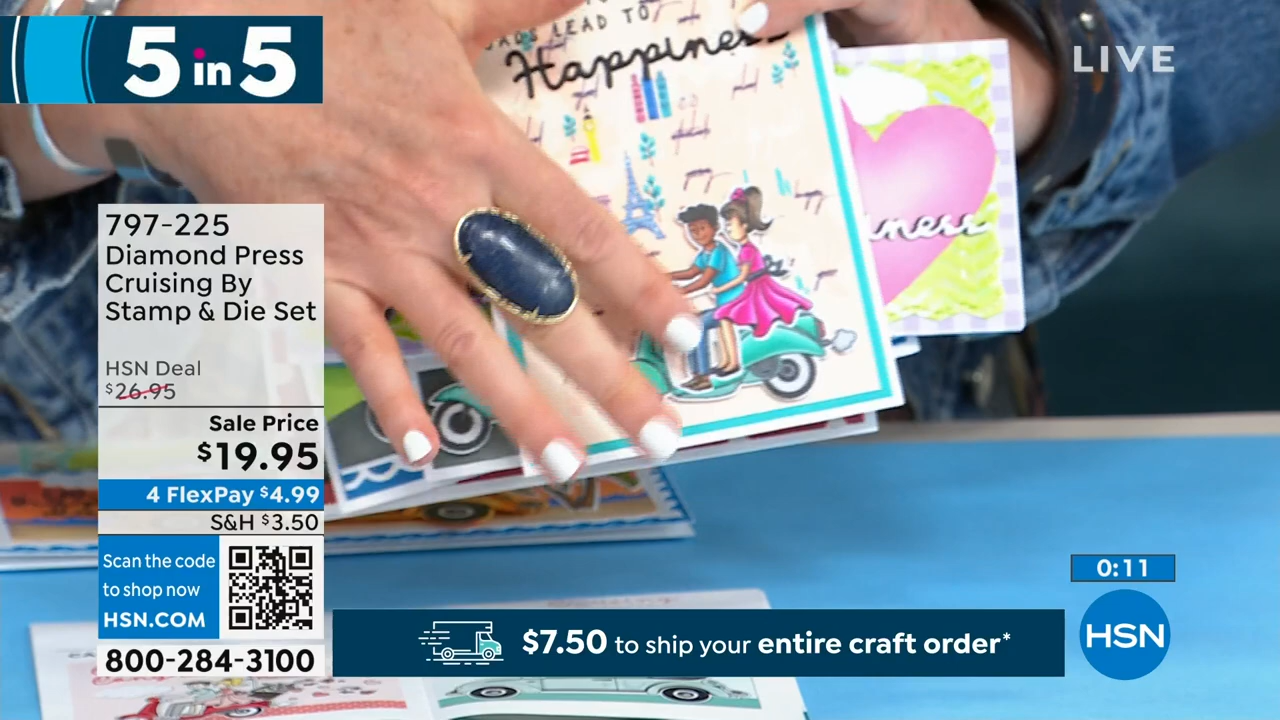 5 in 5
LIVE
LEAD TO
Happiness
797-225
Diamond Press
Cruising By
Stamp & Die Set
HSN Deal
$26.95
Sale Price
$19.95
4 FlexPay $4.99
S&H $3.50
Scan the code
to shop now
HSN.COM
800-284-3100
0:11
HSN
$7.50 to ship your entire craft order*